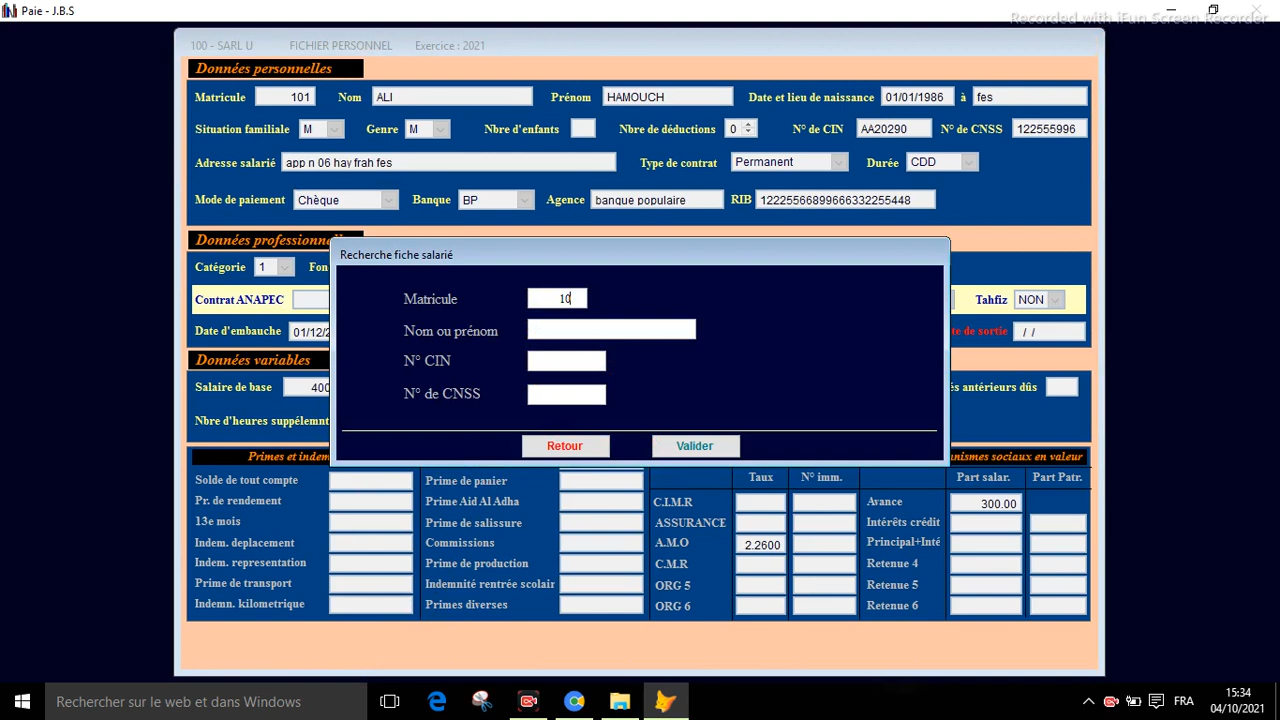 Paie - J.B.S
Recorded with iFun Screen Recorder
100 - SARL U FICHIER PERSONNEL Exercice : 2021
Données personnelles
Matricule 101 Nom ALI Prénom HAMOUCH Date et lieu de naissance 01/01/1986 à fes
Situation familiale M Genre M Nbre d'enfants Nbre de déductions 0 N° de CIN AA20290 N° de CNSS 122555996
Adresse salarié app n 06 hay frah fes Type de contrat Permanent Durée CDD
Mode de paiement Chèque Banque BP Agence banque populaire RIB 12225566899666332255448
Données professionnelle
Recherche fiche salarié
Catégorie 1 Fon
Contrat ANAPEC Tahfiz NON
Date d'embauche 01/12/2 te de sortie / /
Matricule 10
Nom ou prénom
N° CIN
N° de CNSS
Retour Valider
Données variables
Salaire de base 400 és antérieurs dûs
Nbre d'heures suppélemnt
Primes et indem nismes sociaux en valeur
Taux N° imm. Part salar. Part Patr.
Solde de tout compte Prime de panier
Pr. de rendement Prime Aid Al Adha C.I.M.R Avance 300.00
13e mois Prime de salissure ASSURANCE Intérêts crédit
Indem. deplacement Commissions A.M.O 2.2600 Principal+Inté
Indem. representation Prime de production C.M.R Retenue 4
Prime de transport Indemnité rentrée scolair ORG 5 Retenue 5
Indemn. kilometrique Primes diverses ORG 6 Retenue 6
Rechercher sur le web et dans Windows
FRA
15:34
04/10/2021